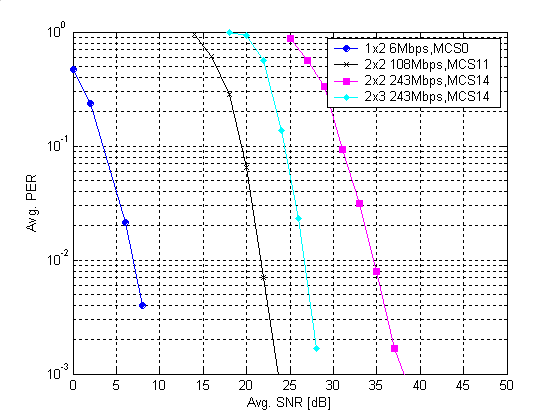 10^0
10^-1
10^-2
10^-3
Avg. PER
1x2 6Mbps,MCS0
2x2 108Mbps,MCS11
2x2 243Mbps,MCS14
2x3 243Mbps,MCS14
0 5 10 15 20 25 30 35 40 45 50
Avg. SNR [dB]